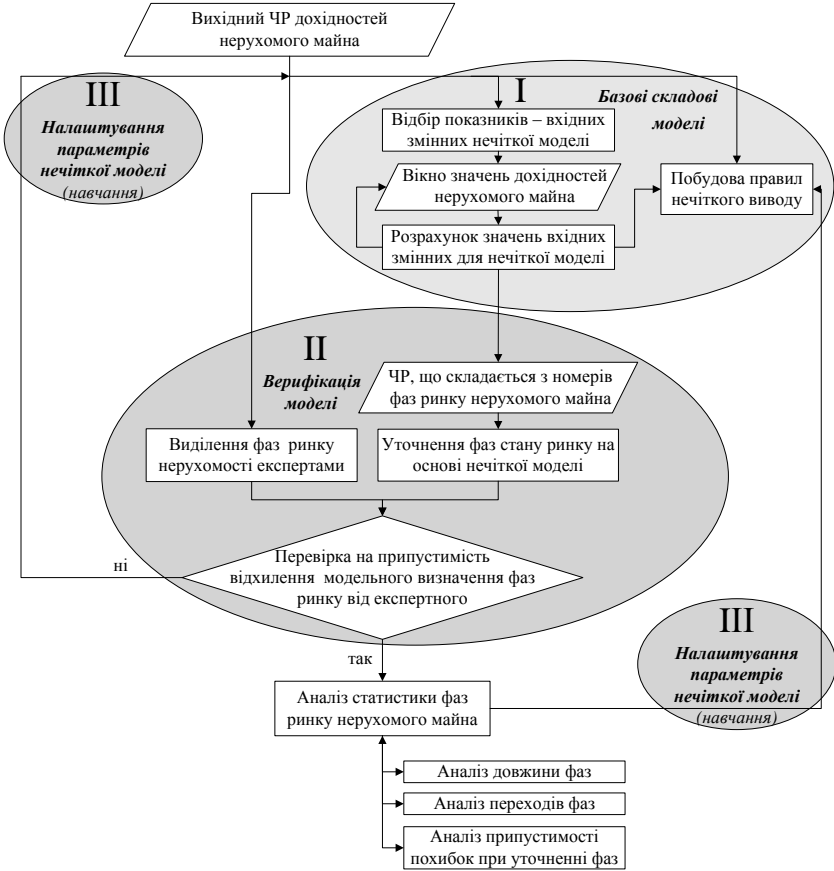 Вихідний ЧР дохідностей
нерухомого майна
III
Налаштування
параметрів
нечіткої моделі
(навчання)
I
Базові складові
моделі
Відбір показників – вхідних
змінних нечіткої моделі
Вікно значень дохідностей
нерухомого майна
Розрахунок значень вхідних
змінних для нечіткої моделі
Побудова правил
нечіткого виводу
II
Верифікація
моделі
ЧР, що складається з номерів
фаз ринку нерухомого майна
Виділення фаз ринку
нерухомості експертами
Уточнення фаз стану ринку на
основі нечіткої моделі
Перевірка на припустимість
відхилення модельного визначення фаз
ринку від експертного
ні
так
III
Налаштування
параметрів
нечіткої моделі
(навчання)
Аналіз статистики фаз
ринку нерухомого майна
Аналіз довжини фаз
Аналіз переходів фаз
Аналіз припустимості
похибок при уточненні фаз